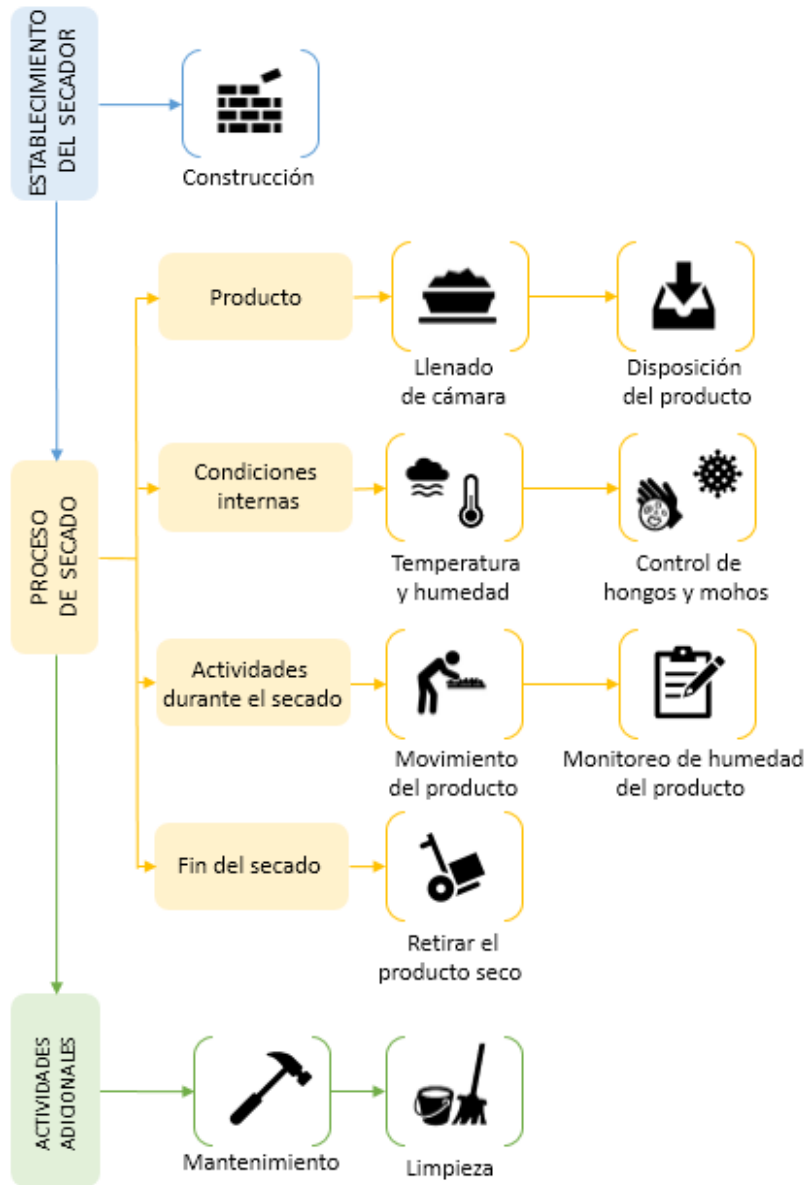 ESTABLECIMIENTO
DEL SECADOR
Construcción
PROCESO
DE SECADO
Producto
Llenado
de cámara
Disposición
del producto
Condiciones
internas
Temperatura
y humedad
Control de
hongos y mohos
Actividades
durante el secado
Movimiento
del producto
Monitoreo de humedad
del producto
Fin del secado
Retirar el
producto seco
ACTIVIDADES
ADICIONALES
Mantenimiento
Limpieza